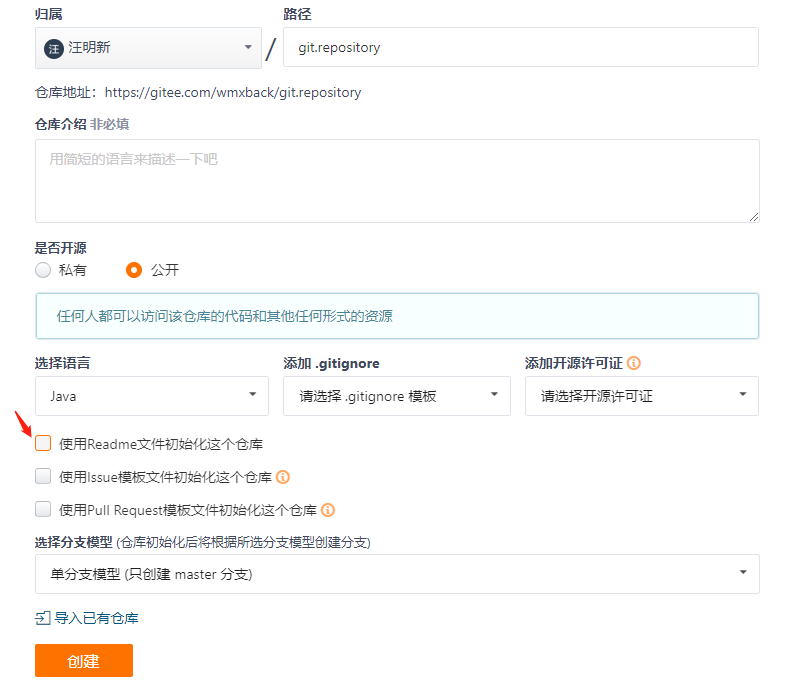 归属 路径
汪 汪明新 / git.repository
仓库地址：https://gitee.com/wmxback/git.repository
仓库介绍 非必填
用简短的语言来描述一下吧
是否开源
私有 公开
任何人都可以访问该仓库的代码和其他任何形式的资源
选择语言 添加 .gitignore 添加开源许可证
Java 请选择 .gitignore 模板 请选择开源许可证
使用Readme文件初始化这个仓库
使用Issue模板文件初始化这个仓库
使用Pull Request模板文件初始化这个仓库
选择分支模型 (仓库初始化后将根据所选分支模型创建分支)
单分支模型 (只创建 master 分支)
导入已有仓库
创建